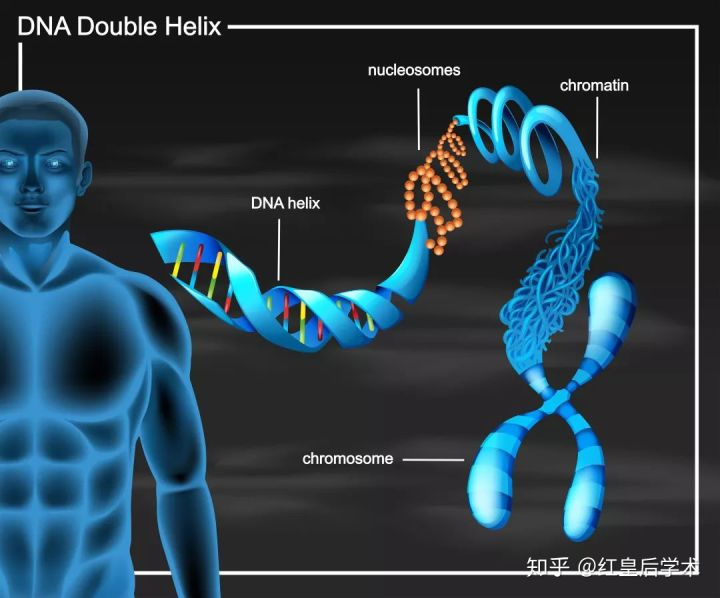 DNA Double Helix
nucleosomes
chromatin
DNA helix
chromosome
知乎 @红皇后学术